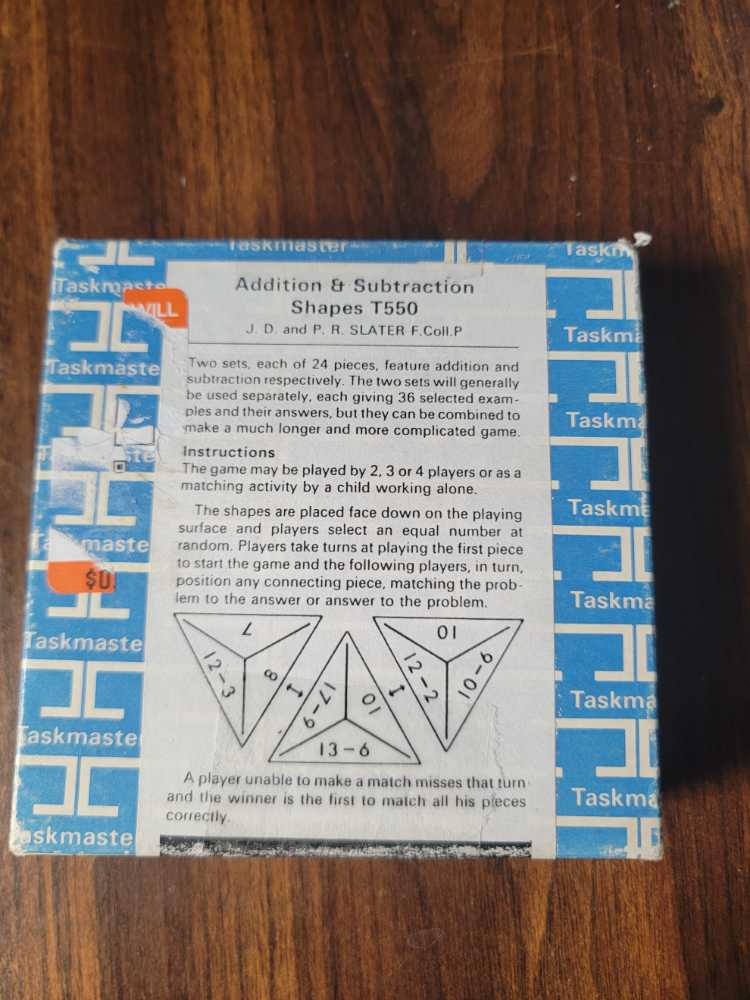 Taskmaster
Taskm
Taskmaste
WILL
Addition & Subtraction
Shapes T550
J. D. and P. R. SLATER F.Coll.P
Taskma
Two sets, each of 24 pieces, feature addition and
subtraction respectively. The two sets will generally
be used separately, each giving 36 selected exam-
ples and their answers, but they can be combined to
make a much longer and more complicated game.
Taskmaste
Taskma
Instructions
The game may be played by 2, 3 or 4 players or as a
matching activity by a child working alone.
ste
The shapes are placed face down on the playing
surface and players select an equal number at
random. Players take turns at playing the first piece
to start the game and the following players, in turn,
position any connecting piece, matching the prob-
lem to the answer or answer to the problem.
Taskma
Ta
maste
$0
Taskma
7
12-3
8
17-9
10
13-6
10
12-2
10-6
Taskmaste
Taskma
Taskmaste
A player unable to make a match misses that turn
and the winner is the first to match all his pieces
correctly.
Taskma
askmaste